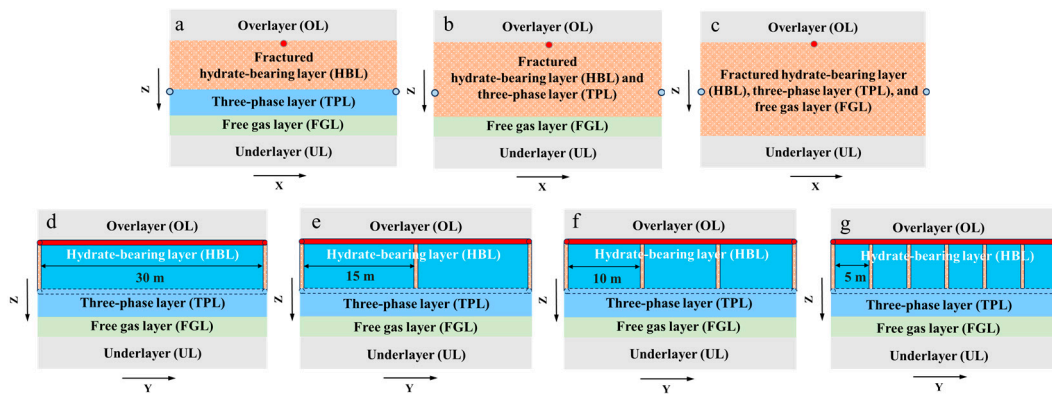 a
Overlayer (OL)
Fractured
hydrate-bearing layer (HBL)
Three-phase layer (TPL)
Free gas layer (FGL)
Underlayer (UL)
Z
X
b
Overlayer (OL)
Fractured
hydrate-bearing layer (HBL) and
three-phase layer (TPL)
Free gas layer (FGL)
Underlayer (UL)
Z
X
c
Overlayer (OL)
Fractured hydrate-bearing layer
(HBL), three-phase layer (TPL), and
free gas layer (FGL)
Underlayer (UL)
Z
X
d
Overlayer (OL)
Hydrate-bearing layer (HBL)
30 m
Three-phase layer (TPL)
Free gas layer (FGL)
Underlayer (UL)
Z
Y
e
Overlayer (OL)
Hydrate-bearing layer (HBL)
15 m
Three-phase layer (TPL)
Free gas layer (FGL)
Underlayer (UL)
Z
Y
f
Overlayer (OL)
Hydrate-bearing layer (HBL)
10 m
Three-phase layer (TPL)
Free gas layer (FGL)
Underlayer (UL)
Z
Y
g
Overlayer (OL)
Hydrate-bearing layer (HBL)
5 m
Three-phase layer (TPL)
Free gas layer (FGL)
Underlayer (UL)
Z
Y